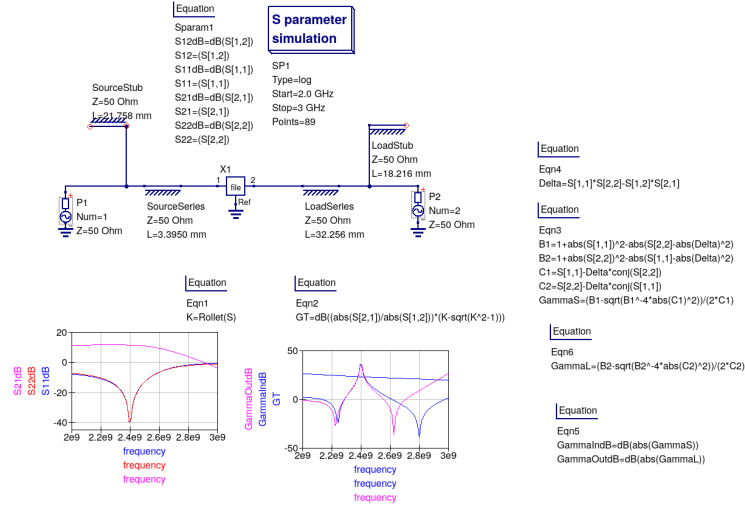 Equation
Sparam1
S12dB=dB(S[1,2])
S12=(S[1,2])
S11dB=dB(S[1,1])
S11=(S[1,1])
S21dB=dB(S[2,1])
S21=(S[2,1])
S22dB=dB(S[2,2])
S22=(S[2,2])
S parameter
simulation
SP1
Type=log
Start=2.0 GHz
Stop=3 GHz
Points=89
SourceStub
Z=50 Ohm
L=21.758 mm
LoadStub
Z=50 Ohm
L=18.216 mm
X1
1
file
2
Ref
P1
Num=1
Z=50 Ohm
SourceSeries
Z=50 Ohm
L=3.3950 mm
LoadSeries
Z=50 Ohm
L=32.256 mm
P2
Num=2
Z=50 Ohm
Equation
Eqn4
Delta=S[1,1]*S[2,2]-S[1,2]*S[2,1]
Equation
Eqn3
B1=1+abs(S[1,1])^2-abs(S[2,2]-abs(Delta)^2)
B2=1+abs(S[2,2])^2-abs(S[1,1]-abs(Delta)^2)
C1=S[1,1]-Delta*conj(S[2,2])
C2=S[2,2]-Delta*conj(S[1,1])
GammaS=(B1-sqrt(B1^-4*abs(C1)^2))/(2*C1)
Equation
Eqn1
K=Rollet(S)
Equation
Eqn2
GT=dB((abs(S[2,1])/abs(S[1,2]))*(K-sqrt(K^2-1)))
Equation
Eqn6
GammaL=(B2-sqrt(B2^-4*abs(C2)^2))/(2*C2)
Equation
Eqn5
GammaIndB=dB(abs(GammaS))
GammaOutdB=dB(abs(GammaL))
S21dB
S22dB
S11dB
20
0
-20
-40
2e9 2.2e9 2.4e9 2.6e9 2.8e9 3e9
frequency
frequency
frequency
GammaOutdB
GammaIndB
GT
50
0
-50
2e9 2.2e9 2.4e9 2.6e9 2.8e9 3e9
frequency
frequency
frequency